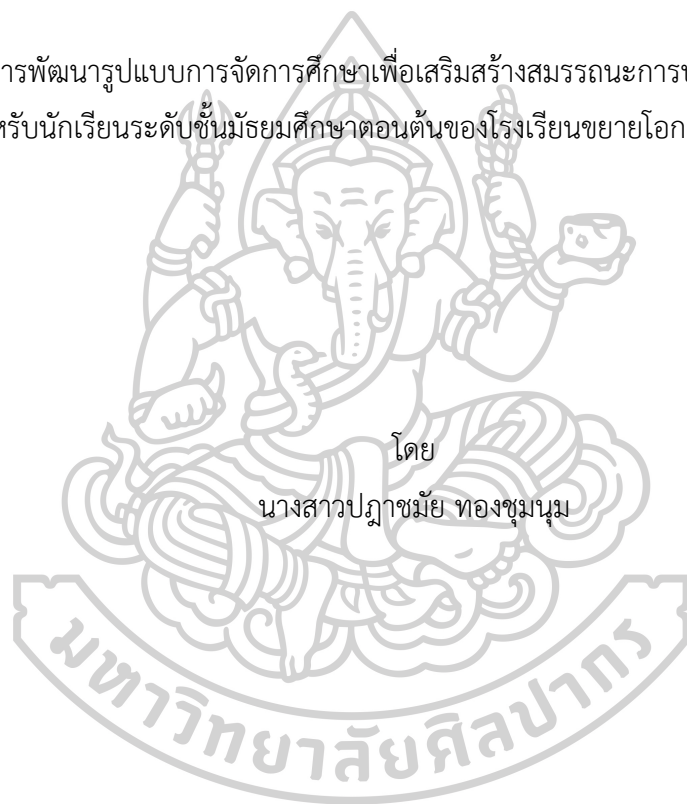 ารพัฒนารูปแบบการจัดการศึกษาเพื่อเสริมสร้างสมรรถนะการ
หรับนักเรียนระดับชั้นมัธยมศึกษาตอนต้นของโรงเรียนขยายโอก
โดย
นางสาวปฎาชมัย ทองชุมนุม
มหาวิทยาลัยศิลปากร